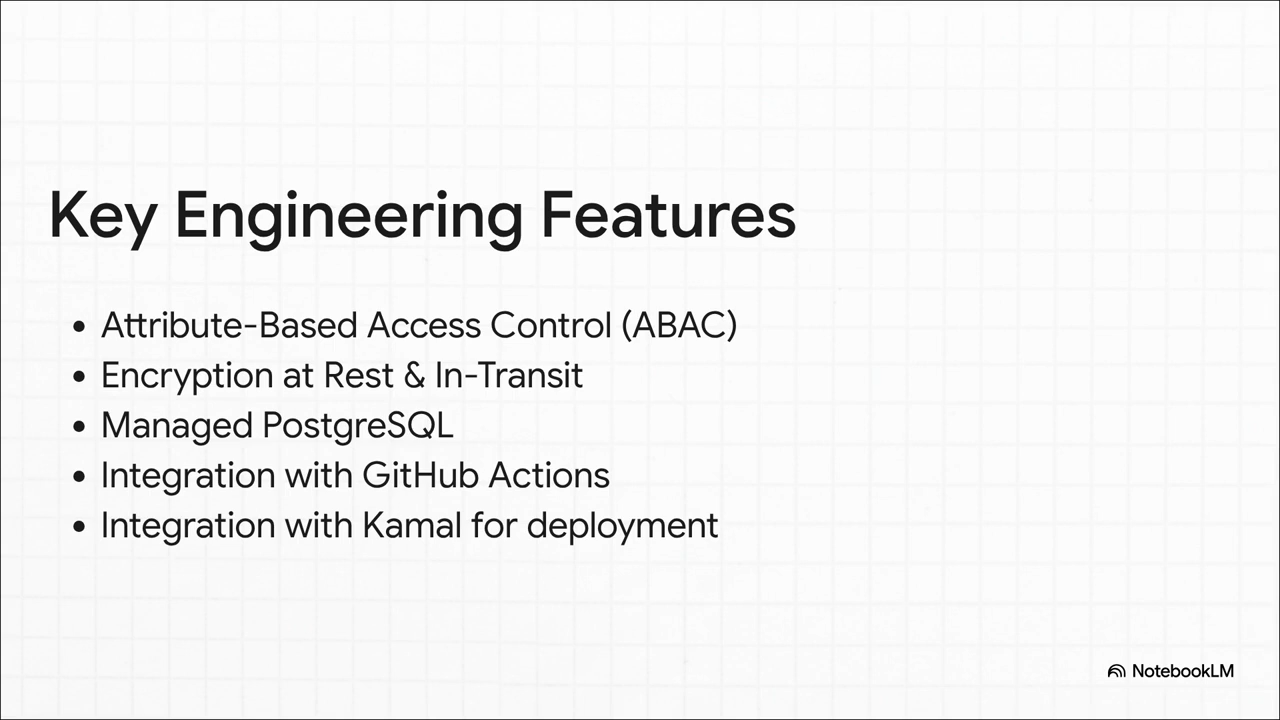 Key Engineering Features
• Attribute-Based Access Control (ABAC)
• Encryption at Rest & In-Transit
• Managed PostgreSQL
• Integration with GitHub Actions
• Integration with Kamal for deployment
NotebookLM